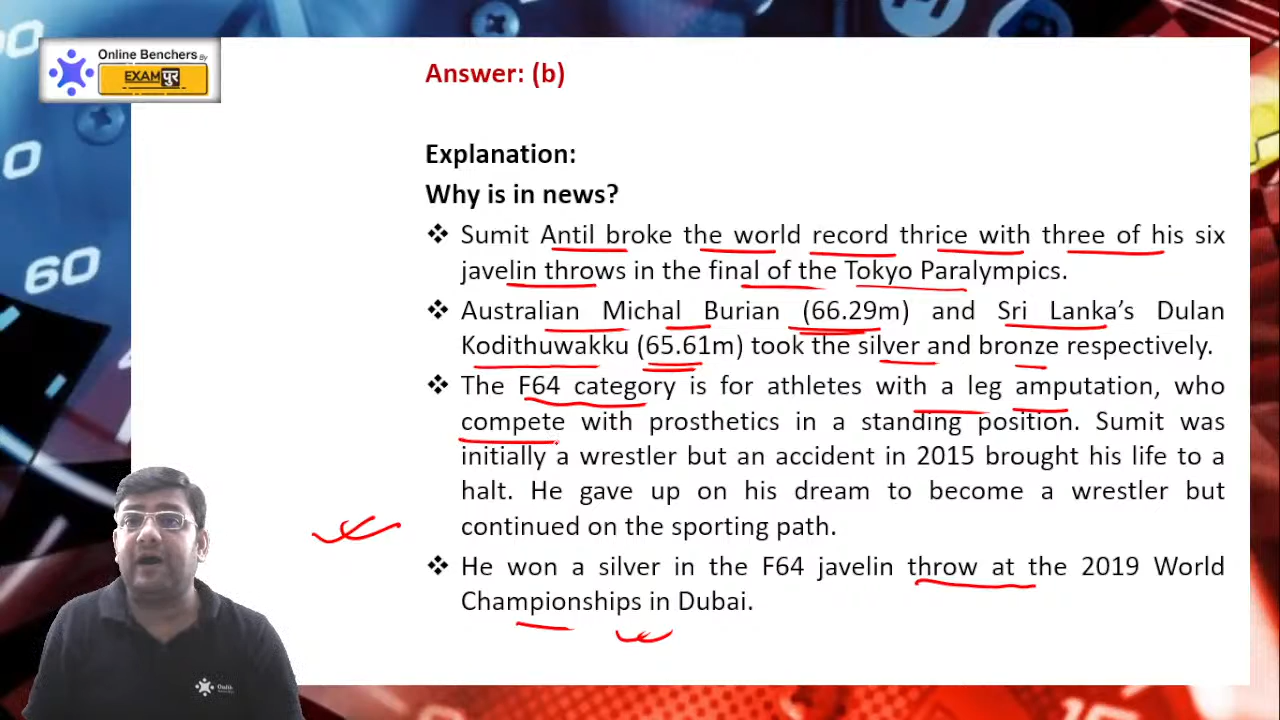 Online Benchers By
EXAMपुर
Answer: (b)
Explanation:
Why is in news?
❖ Sumit Antil broke the world record thrice with three of his six
javelin throws in the final of the Tokyo Paralympics.
❖ Australian Michal Burian (66.29m) and Sri Lanka's Dulan
Kodithuwakku (65.61m) took the silver and bronze respectively.
❖ The F64 category is for athletes with a leg amputation, who
compete with prosthetics in a standing position. Sumit was
initially a wrestler but an accident in 2015 brought his life to a
halt. He gave up on his dream to become a wrestler but
continued on the sporting path.
❖ He won a silver in the F64 javelin throw at the 2019 World
Championships in Dubai.
60
0